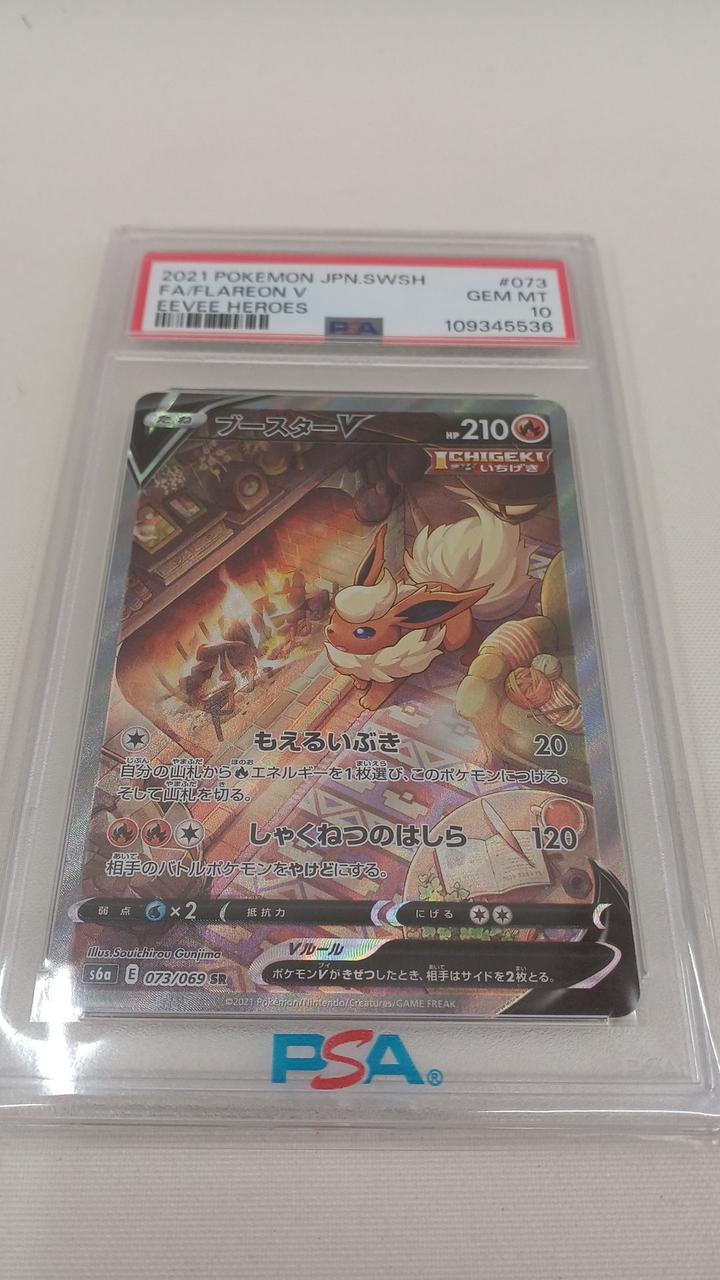 2021 POKEMON JPN.SWSH #073
FA/FLAREON V GEM MT
EEVEE HEROES 10
PSA 109345536
たね ブースターV HP 210
ICHIGEKI
いちげき
もえるいぶき 20
自分の山札から エネルギーを1枚選び、このポケモンにつける。
そして山札を切る。
しゃくねつのはしら 120
相手のバトルポケモンをやけどにする。
弱点 ×2 抵抗力 にげる
Illus.Souichirou Gunjima
Vルール
s6a E 073/069 SR
ポケモンVがきぜつしたとき、相手はサイドを2枚とる。
©2021 Pokémon/Nintendo/Creatures/GAME FREAK
PSA®